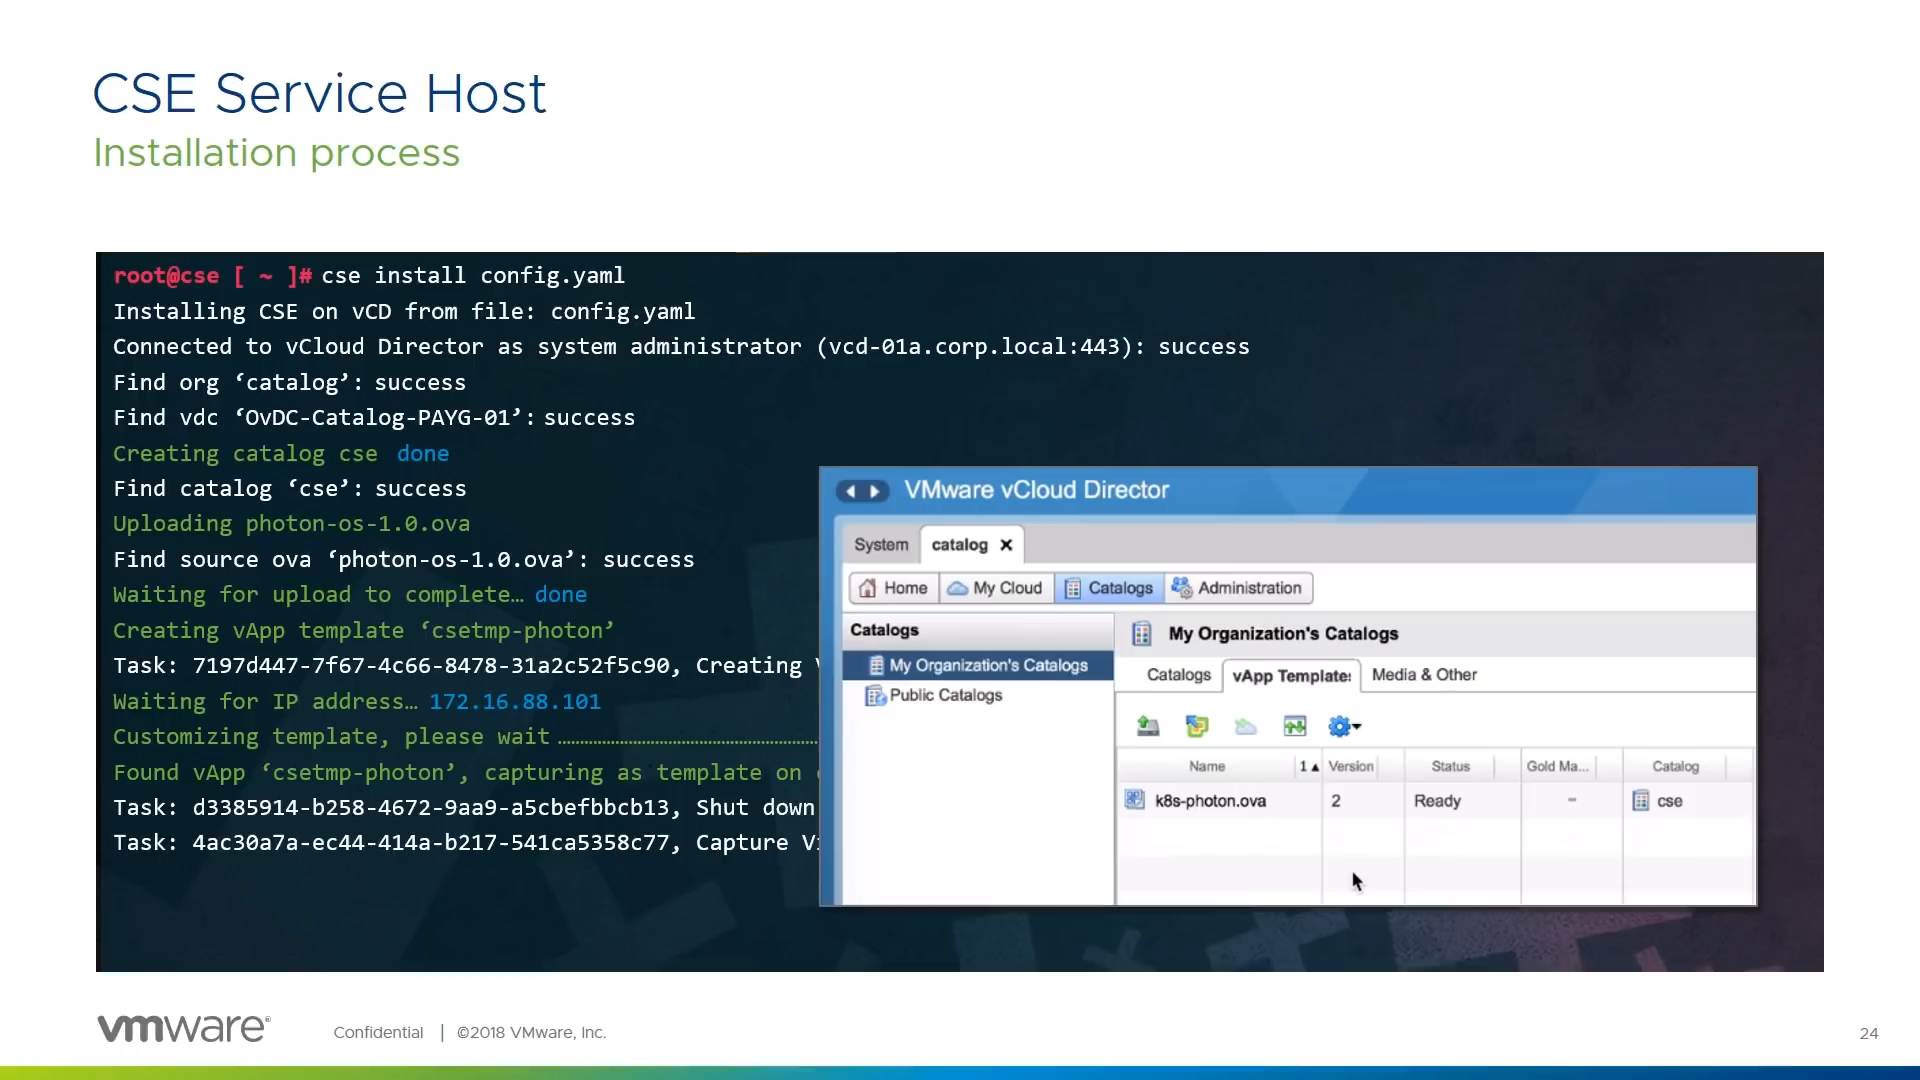 CSE Service Host
Installation process
root@cse [ ~ ]# cse install config.yaml
Installing CSE on vCD from file: config.yaml
Connected to vCloud Director as system administrator (vcd-01a.corp.local:443): success
Find org ‘catalog’: success
Find vdc ‘OvDC-Catalog-PAYG-01’: success
Creating catalog cse done
Find catalog ‘cse’: success
Uploading photon-os-1.0.ova
Find source ova ‘photon-os-1.0.ova’: success
Waiting for upload to complete… done
Creating vApp template ‘csetmp-photon’
Task: 7197d447-7f67-4c66-8478-31a2c52f5c90, Creating
Waiting for IP address… 172.16.88.101
Customizing template, please wait ……………………………………………………
Found vApp ‘csetmp-photon’, capturing as template on
Task: d3385914-b258-4672-9aa9-a5cbefbbcb13, Shut down
Task: 4ac30a7a-ec44-414a-b217-541ca5358c77, Capture
VMware vCloud Director
System catalog
Home My Cloud Catalogs Administration
Catalogs
My Organization's Catalogs
Public Catalogs
My Organization's Catalogs
Catalogs vApp Template: Media & Other
Name 1 ▲ Version Status Gold Ma... Catalog
k8s-photon.ova 2 Ready - cse
vmware®
Confidential | ©2018 VMware, Inc.
24